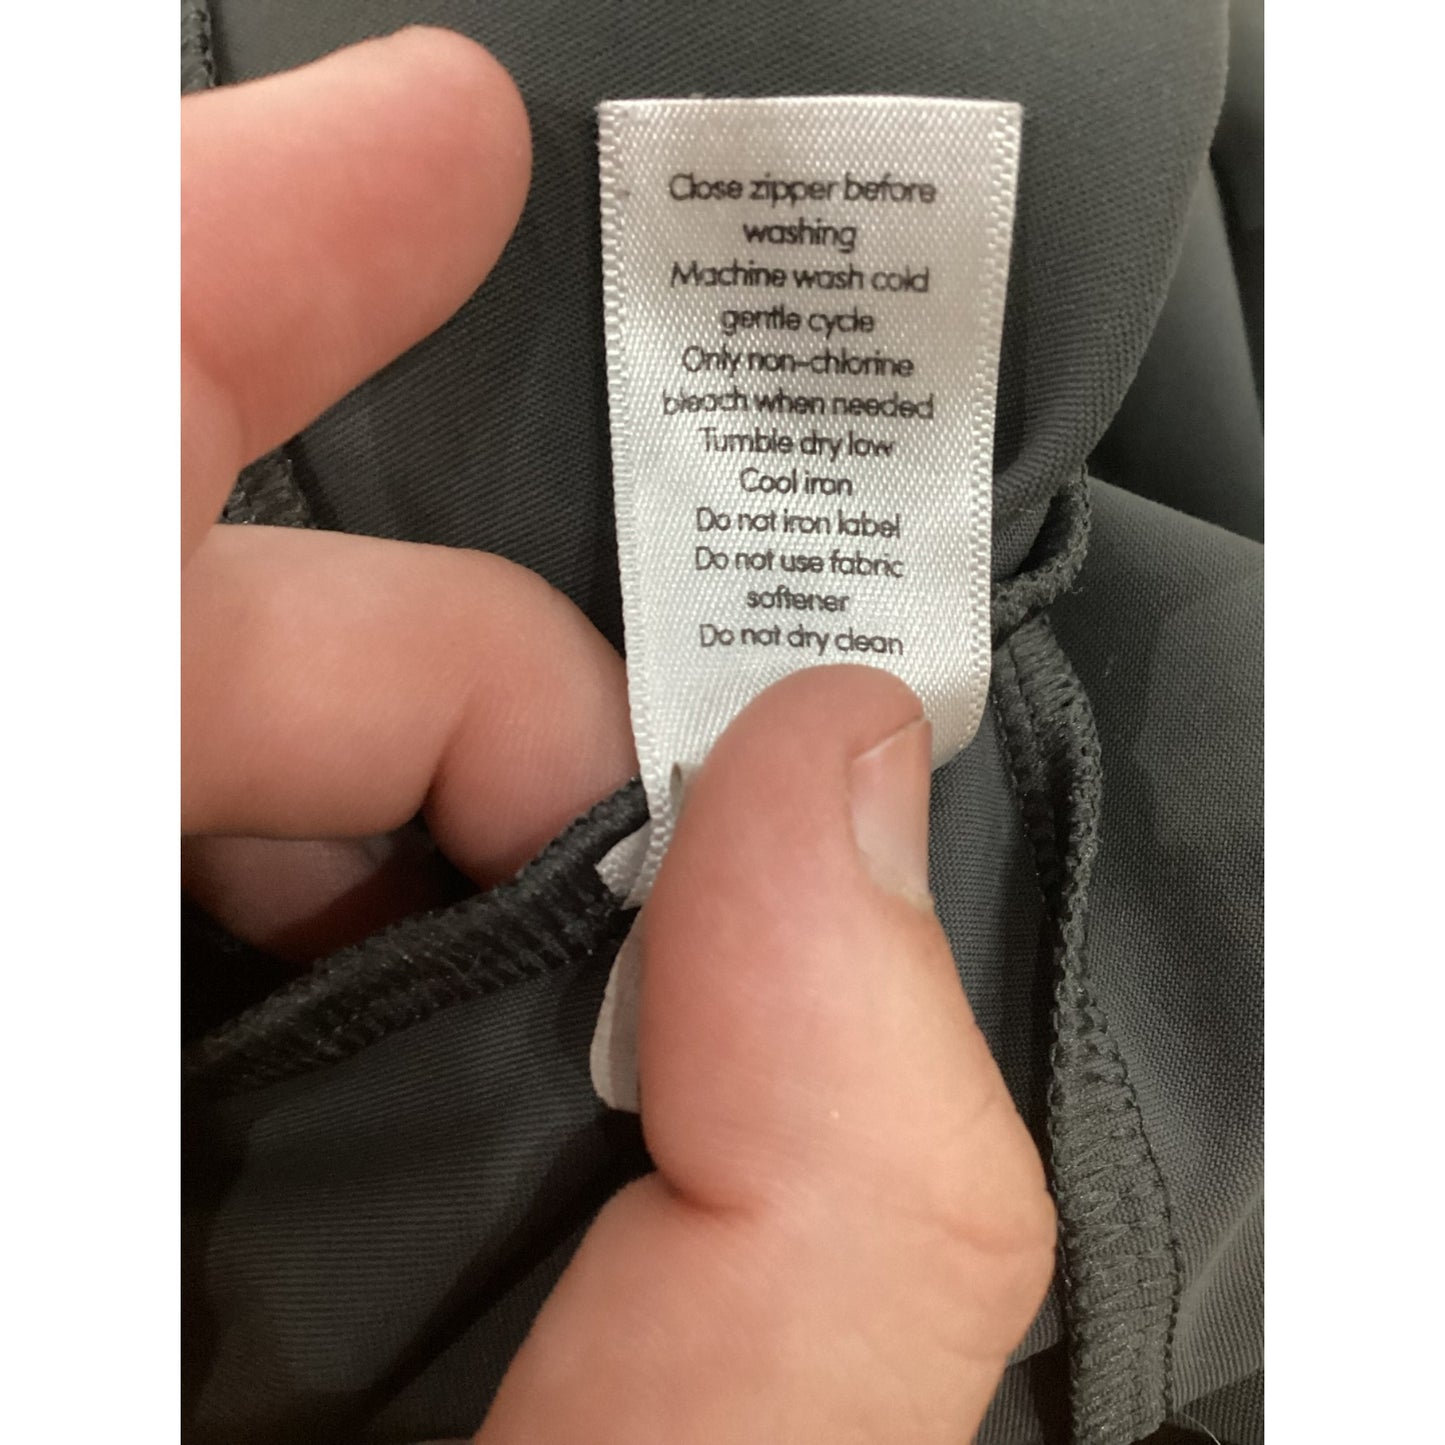 Close zipper before
washing
Machine wash cold
gentle cycle
Only non-chlorine
bleach when needed
Tumble dry low
Cool iron
Do not iron label
Do not use fabric
softener
Do not dry clean